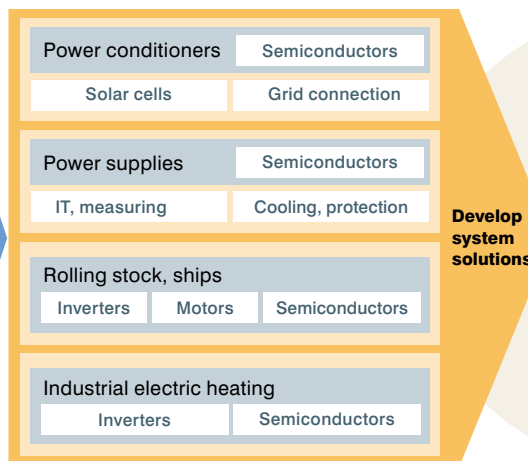 Power conditioners
Semiconductors
Solar cells
Grid connection
Power supplies
Semiconductors
IT, measuring
Cooling, protection
Rolling stock, ships
Inverters
Motors
Semiconductors
Industrial electric heating
Inverters
Semiconductors
Develop
system
solutions